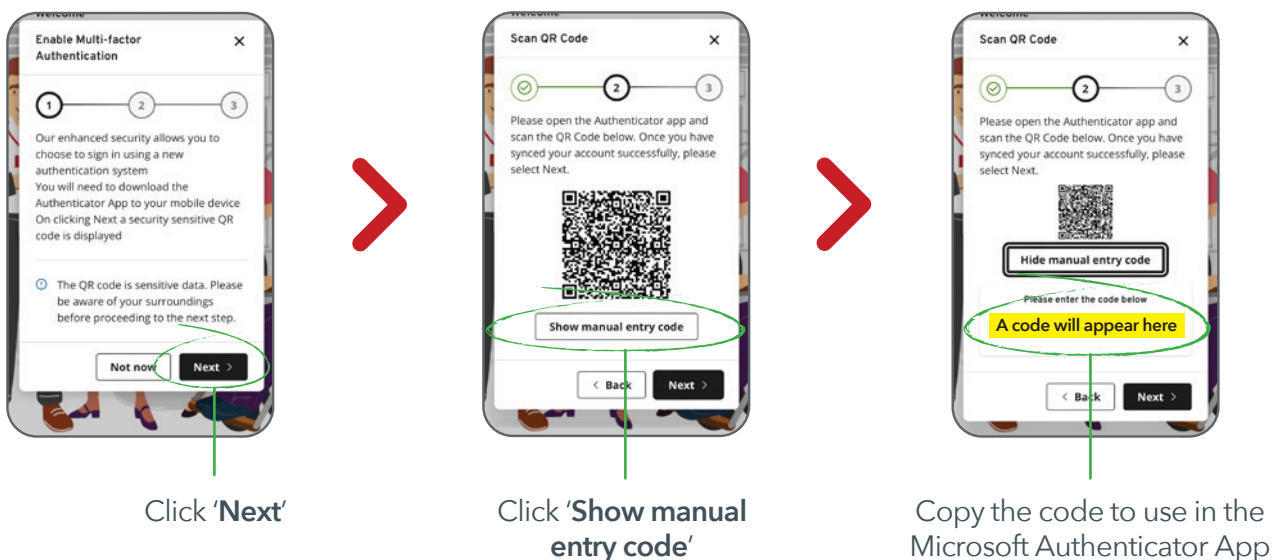 Welcome
Enable Multi-factor
Authentication
1
2
3
Our enhanced security allows you to
choose to sign in using a new
authentication system
You will need to download the
Authenticator App to your mobile device
On clicking Next a security sensitive QR
code is displayed
The QR code is sensitive data. Please
be aware of your surroundings
before proceeding to the next step.
Not now
Next >
Click ‘Next’
Welcome
Scan QR Code
2
3
Please open the Authenticator app and
scan the QR Code below. Once you have
synced your account successfully, please
select Next.
Show manual entry code
< Back
Next >
Click ‘Show manual
entry code’
Welcome
Scan QR Code
2
3
Please open the Authenticator app and
scan the QR Code below. Once you have
synced your account successfully, please
select Next.
Hide manual entry code
Please enter the code below
A code will appear here
< Back
Next >
Copy the code to use in the
Microsoft Authenticator App